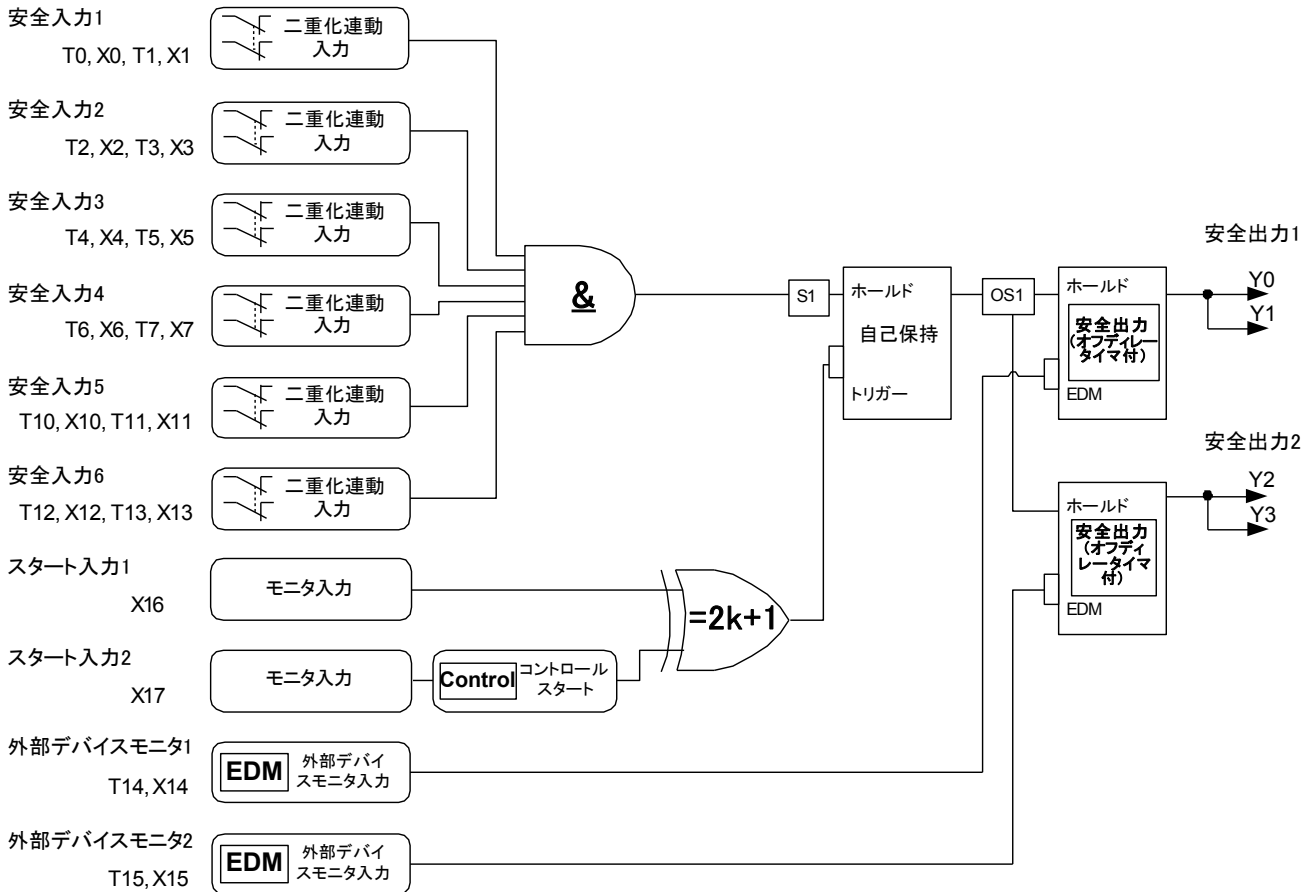 安全入力1
T0, X0, T1, X1
二重化連動
入力
安全入力2
T2, X2, T3, X3
二重化連動
入力
安全入力3
T4, X4, T5, X5
二重化連動
入力
安全入力4
T6, X6, T7, X7
二重化連動
入力
安全入力5
T10, X10, T11, X11
二重化連動
入力
安全入力6
T12, X12, T13, X13
二重化連動
入力
スタート入力1
X16
モニタ入力
スタート入力2
X17
モニタ入力
Control
コントロール
スタート
外部デバイスモニタ1
T14, X14
EDM
外部デバイ
スモニタ入力
外部デバイスモニタ2
T15, X15
EDM
外部デバイ
スモニタ入力
&
=2k+1
S1
ホールド
自己保持
トリガー
OS1
ホールド
安全出力
(オフディレー
タイマ付)
EDM
安全出力1
Y0
Y1
ホールド
安全出力
(オフディ
レータイマ
付)
EDM
安全出力2
Y2
Y3